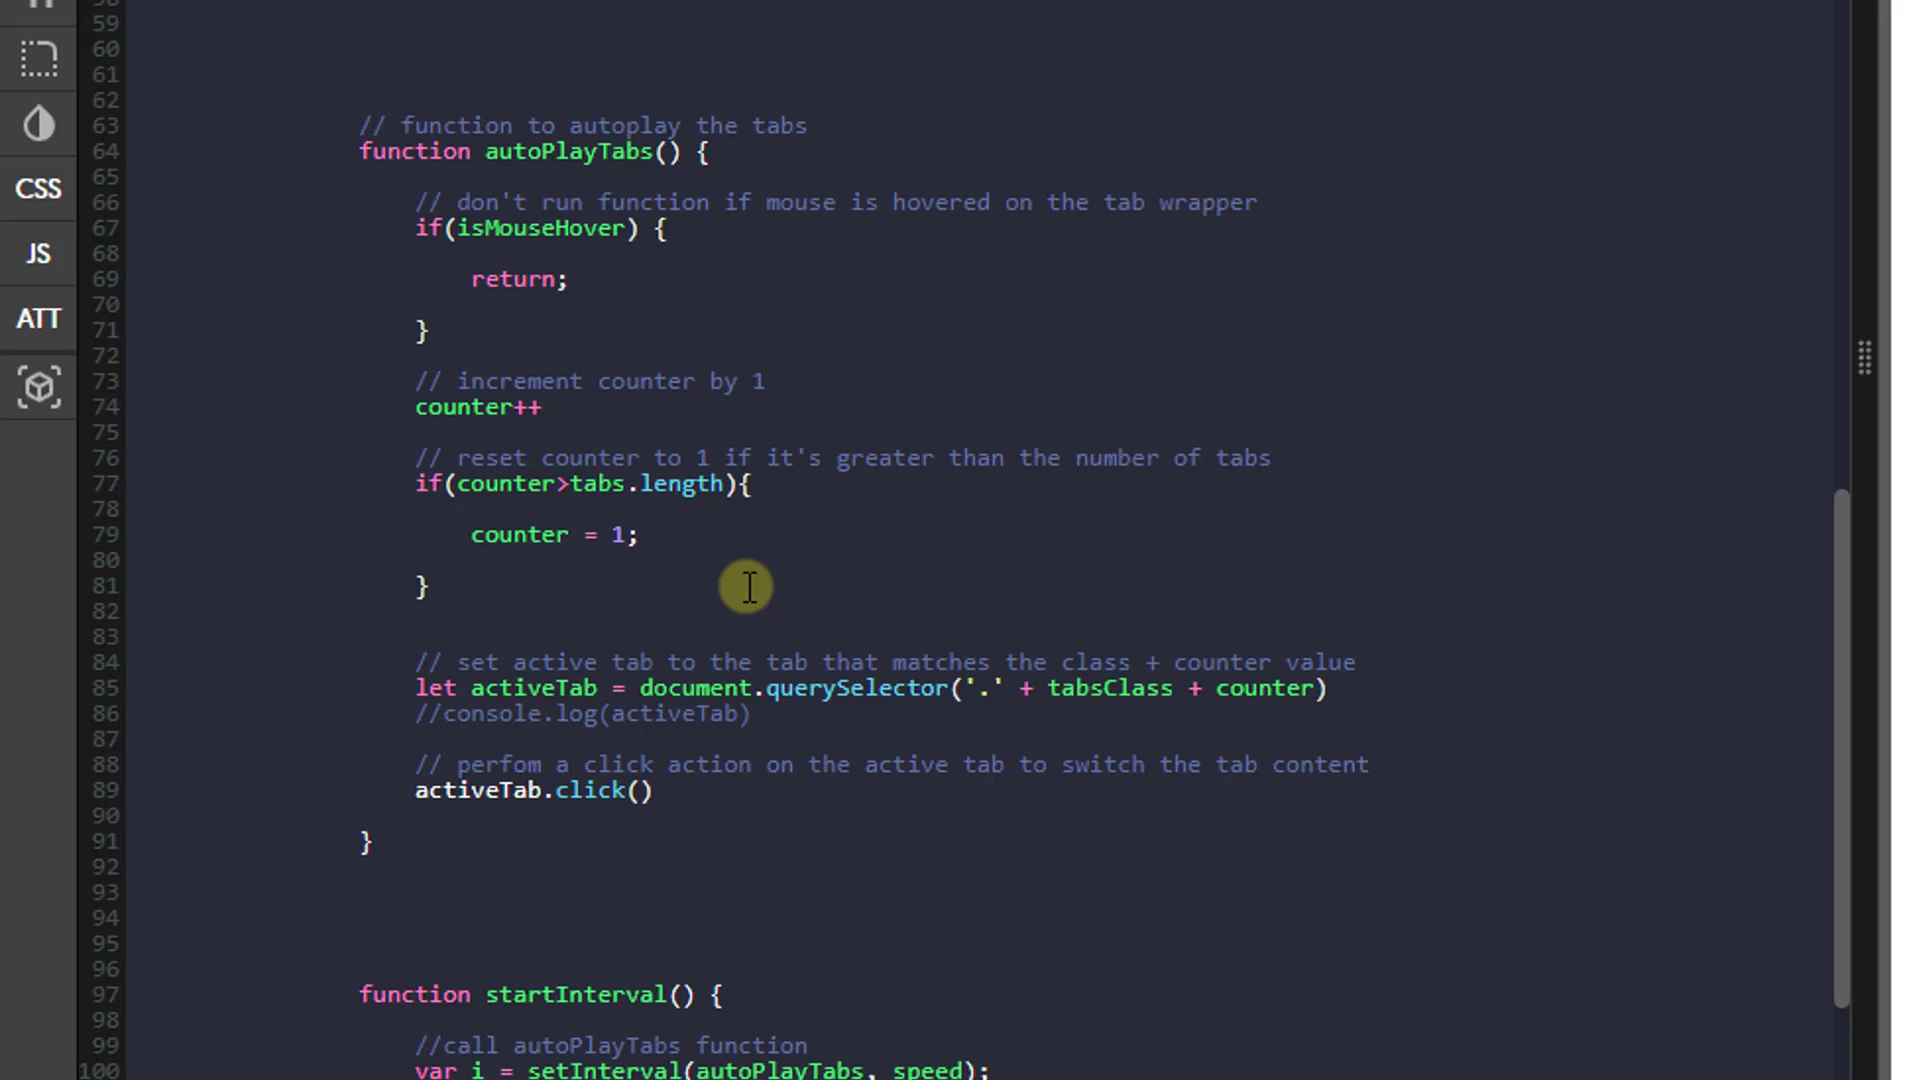 59
60
61
62
63 // function to autoplay the tabs
64 function autoPlayTabs() {
65
66 // don't run function if mouse is hovered on the tab wrapper
CSS
67 if(isMouseHover) {
68
JS
69 return;
70
ATT
71 }
72
73 // increment counter by 1
74 counter++
75
76 // reset counter to 1 if it's greater than the number of tabs
77 if(counter>tabs.length){
78
79 counter = 1;
80
81 }
82
83
84 // set active tab to the tab that matches the class + counter value
85 let activeTab = document.querySelector('.' + tabsClass + counter)
86 //console.log(activeTab)
87
88 // perfom a click action on the active tab to switch the tab content
89 activeTab.click()
90
91 }
92
93
94
95
96
97 function startInterval() {
98
99 //call autoPlayTabs function
100 var i = setInterval(autoPlayTabs, speed);